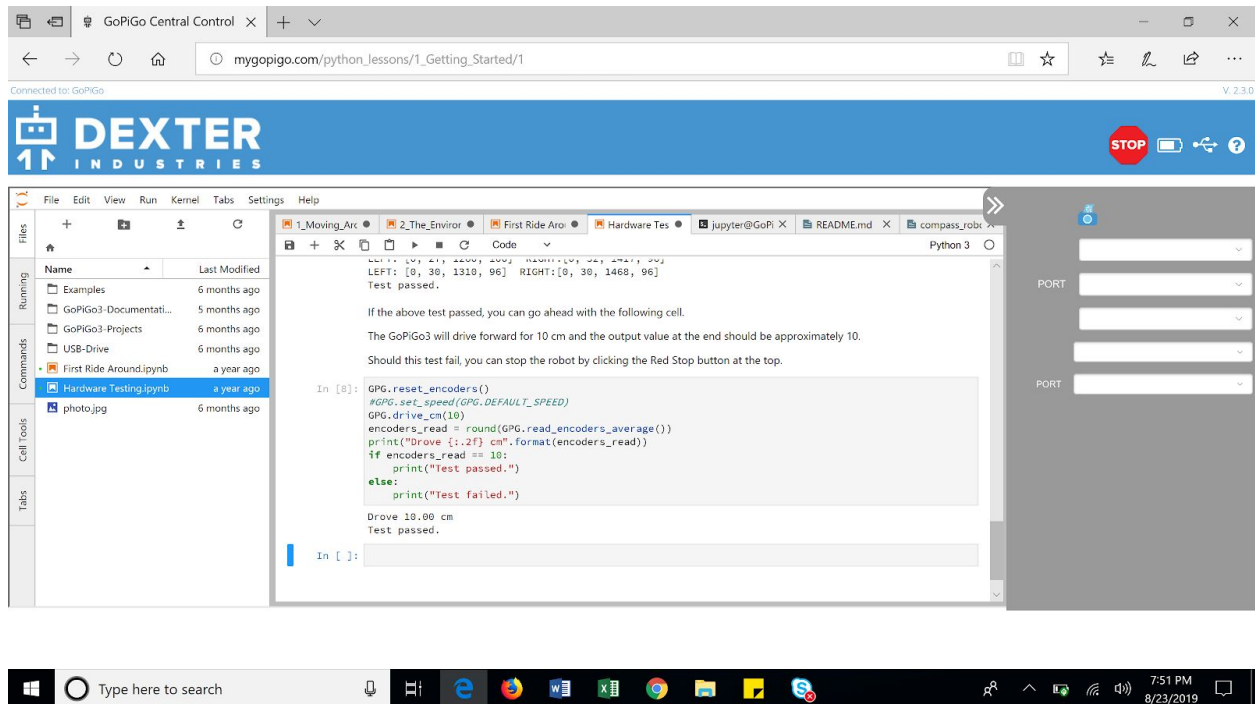 GoPiGo Central Control
mygopigo.com/python_lessons/1_Getting_Started/1
Connected to: GoPiGo
V. 2.3.0
DEXTER
INDUSTRIES
STOP
File Edit View Run Kernel Tabs Settings Help
Files
Running
Commands
Cell Tools
Tabs
Name Last Modified
Examples 6 months ago
GoPiGo3-Documentati... 5 months ago
GoPiGo3-Projects 6 months ago
USB-Drive 6 months ago
First Ride Around.ipynb a year ago
Hardware Testing.ipynb a year ago
photo.jpg 6 months ago
1_Moving_Arc 2_The_Enviror First Ride Aroi Hardware Tes jupyter@GoPi README.md compass_robo
Code Python 3
LEFT: [0, 30, 1310, 96] RIGHT:[0, 30, 1468, 96]
Test passed.
If the above test passed, you can go ahead with the following cell.
The GoPiGo3 will drive forward for 10 cm and the output value at the end should be approximately 10.
Should this test fail, you can stop the robot by clicking the Red Stop button at the top.
In [8]: GPG.reset_encoders()
#GPG.set_speed(GPG.DEFAULT_SPEED)
GPG.drive_cm(10)
encoders_read = round(GPG.read_encoders_average())
print("Drove {:.2f} cm".format(encoders_read))
if encoders_read == 10:
print("Test passed.")
else:
print("Test failed.")
Drove 10.00 cm
Test passed.
In [ ]:
PORT
PORT
Type here to search
7:51 PM
8/23/2019